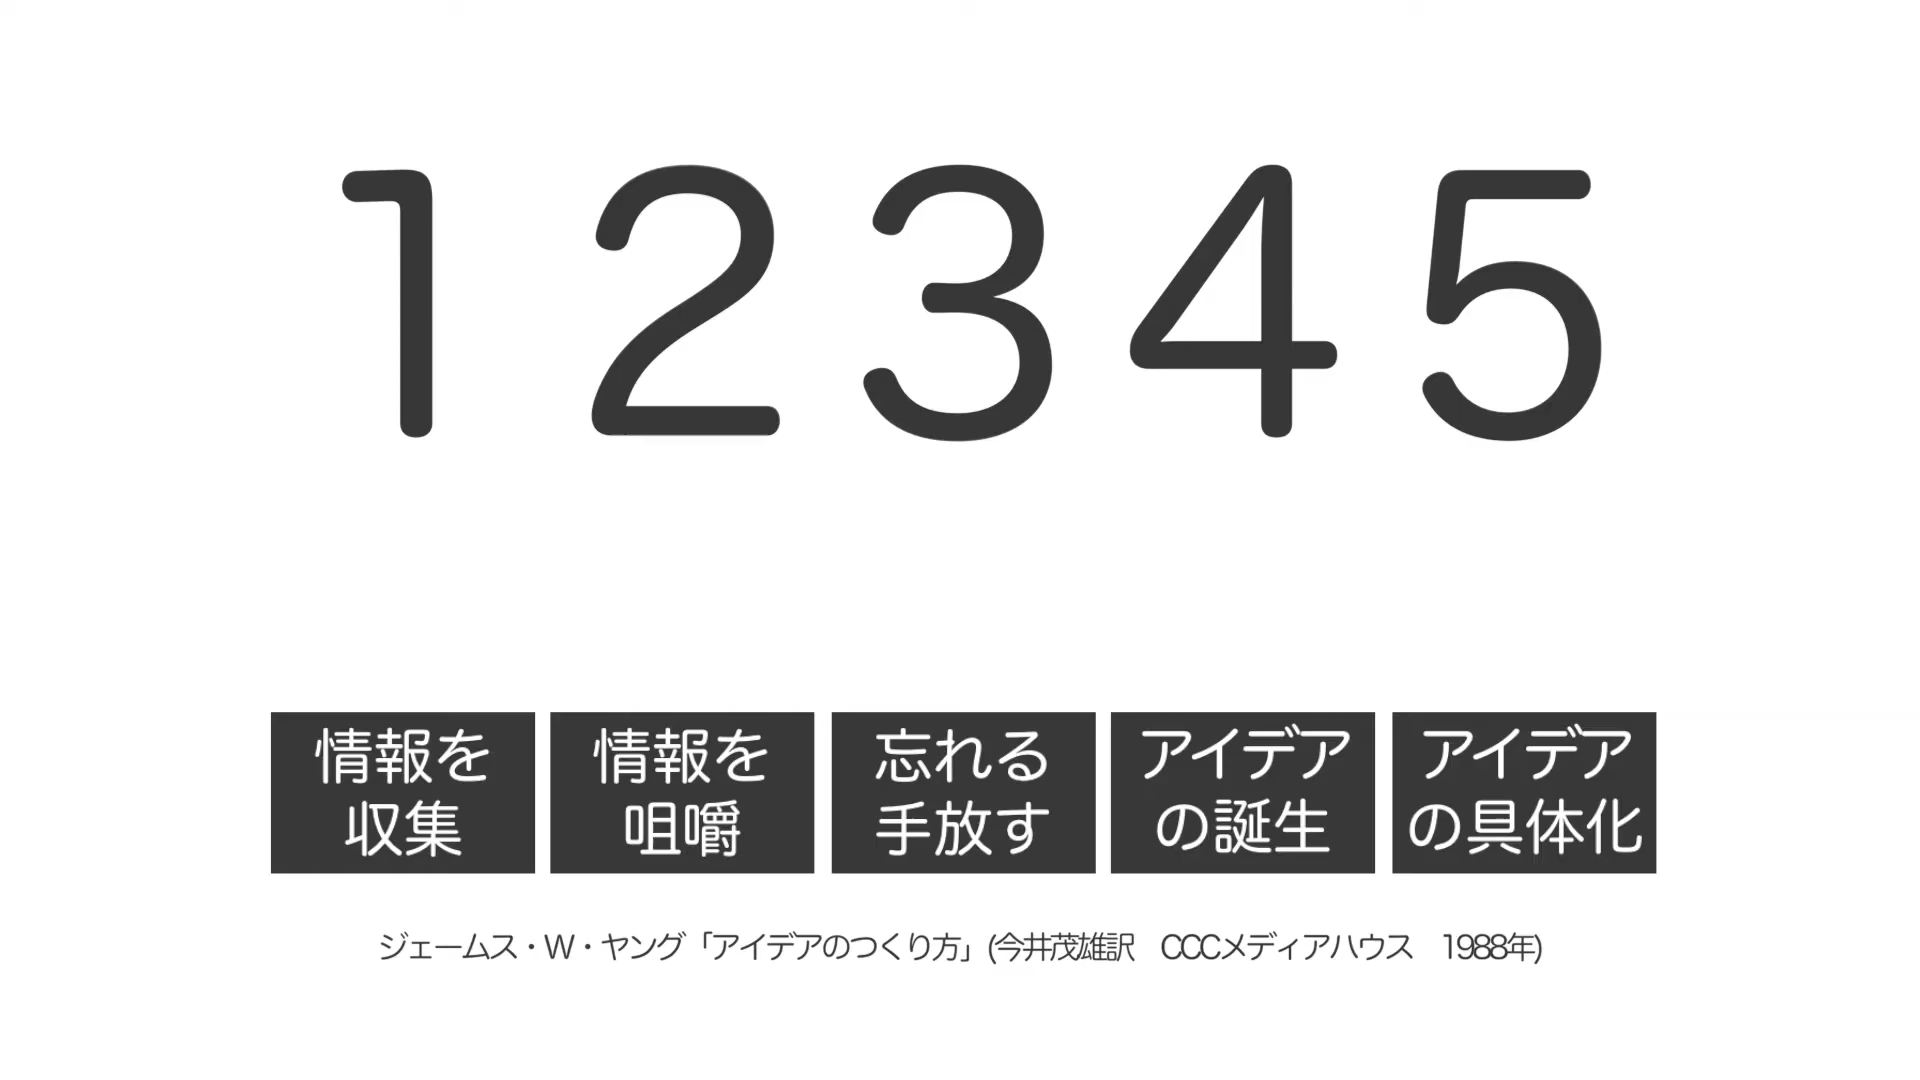 1 2 3 4 5
情報を
収集
情報を
咀嚼
忘れる
手放す
アイデア
の誕生
アイデア
の具体化
ジェームス・W・ヤング「アイデアのつくり方」(今井茂雄訳　CCCメディアハウス　1988年)